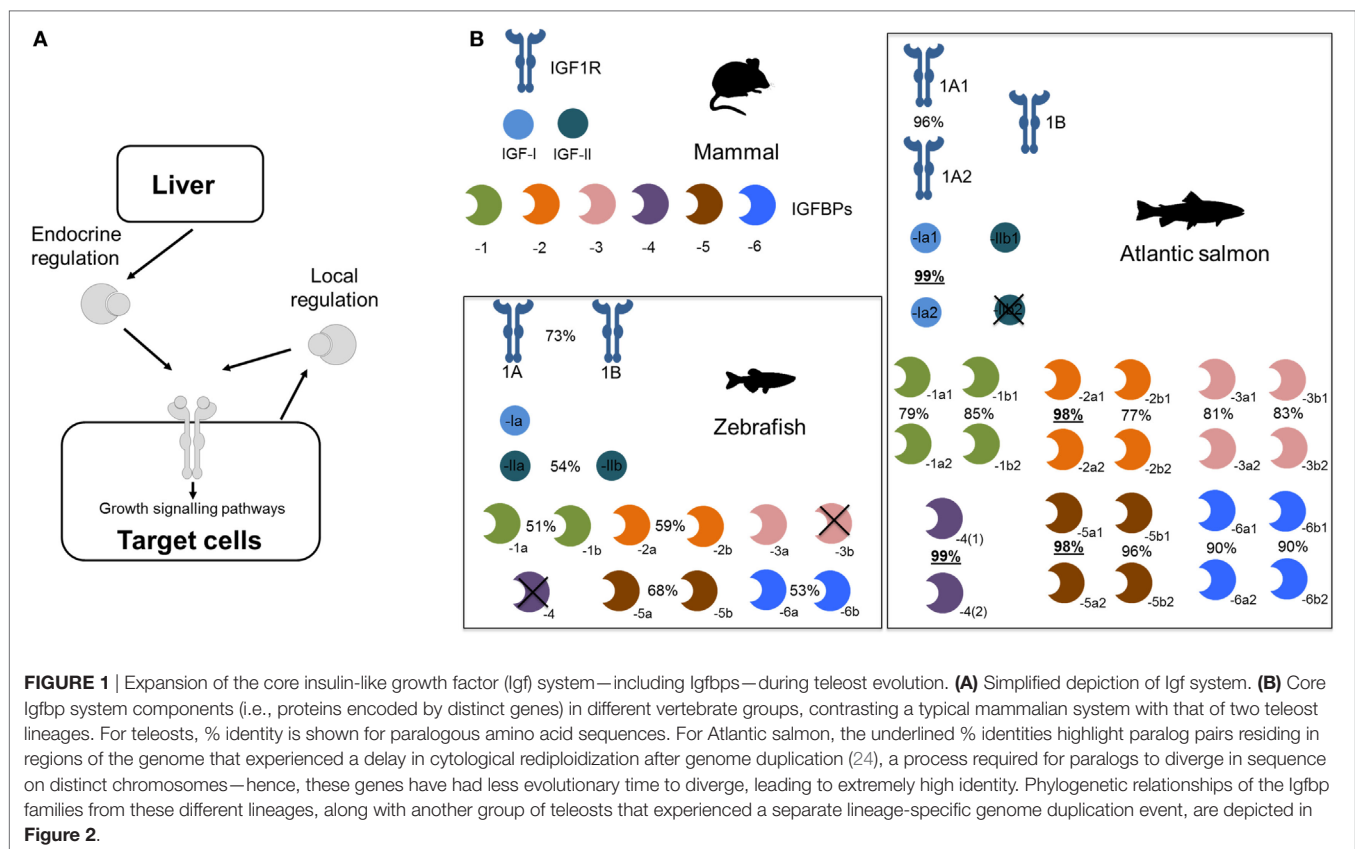 A
Liver
Endocrine
regulation
Local
regulation
Growth signalling pathways
Target cells
B
IGF1R
IGF-I
IGF-II
Mammal
IGFBPs
-1 -2 -3 -4 -5 -6
73%
1A 1B
-Ia
Zebrafish
-IIa 54% -IIb
51% 59%
-1a -1b -2a -2b -3a -3b
68% 53%
-4 -5a -5b -6a -6b
1A1
96%
1B
1A2
-Ia1 -IIb1
Atlantic salmon
99%
-Ia2 -IIb2
-1a1 -1b1 -2a1 -2b1 -3a1 -3b1
79% 85% 98% 77% 81% 83%
-1a2 -1b2 -2a2 -2b2 -3a2 -3b2
-4(1) -5a1 -5b1 -6a1 -6b1
99% 98% 96% 90% 90%
-4(2) -5a2 -5b2 -6a2 -6b2
FIGURE 1 | Expansion of the core insulin-like growth factor (Igf) system—including Igfbps—during teleost evolution. (A) Simplified depiction of Igf system. (B) Core
Igfbp system components (i.e., proteins encoded by distinct genes) in different vertebrate groups, contrasting a typical mammalian system with that of two teleost
lineages. For teleosts, % identity is shown for paralogous amino acid sequences. For Atlantic salmon, the underlined % identities highlight paralog pairs residing in
regions of the genome that experienced a delay in cytological rediploidization after genome duplication (24), a process required for paralogs to diverge in sequence
on distinct chromosomes—hence, these genes have had less evolutionary time to diverge, leading to extremely high identity. Phylogenetic relationships of the Igfbp
families from these different lineages, along with another group of teleosts that experienced a separate lineage-specific genome duplication event, are depicted in
Figure 2.